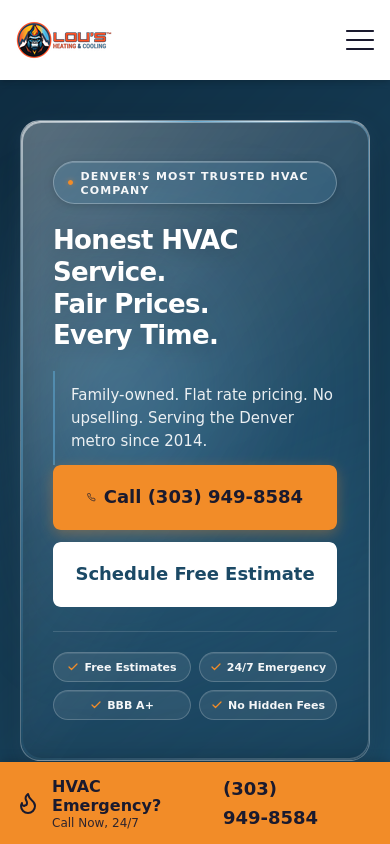 LOU'S™
HEATING & COOLING
DENVER'S MOST TRUSTED HVAC
COMPANY
Honest HVAC
Service.
Fair Prices.
Every Time.
Family-owned. Flat rate pricing. No
upselling. Serving the Denver
metro since 2014.
Call (303) 949-8584
Schedule Free Estimate
Free Estimates
24/7 Emergency
BBB A+
No Hidden Fees
HVAC
Emergency?
Call Now, 24/7
(303)
949-8584